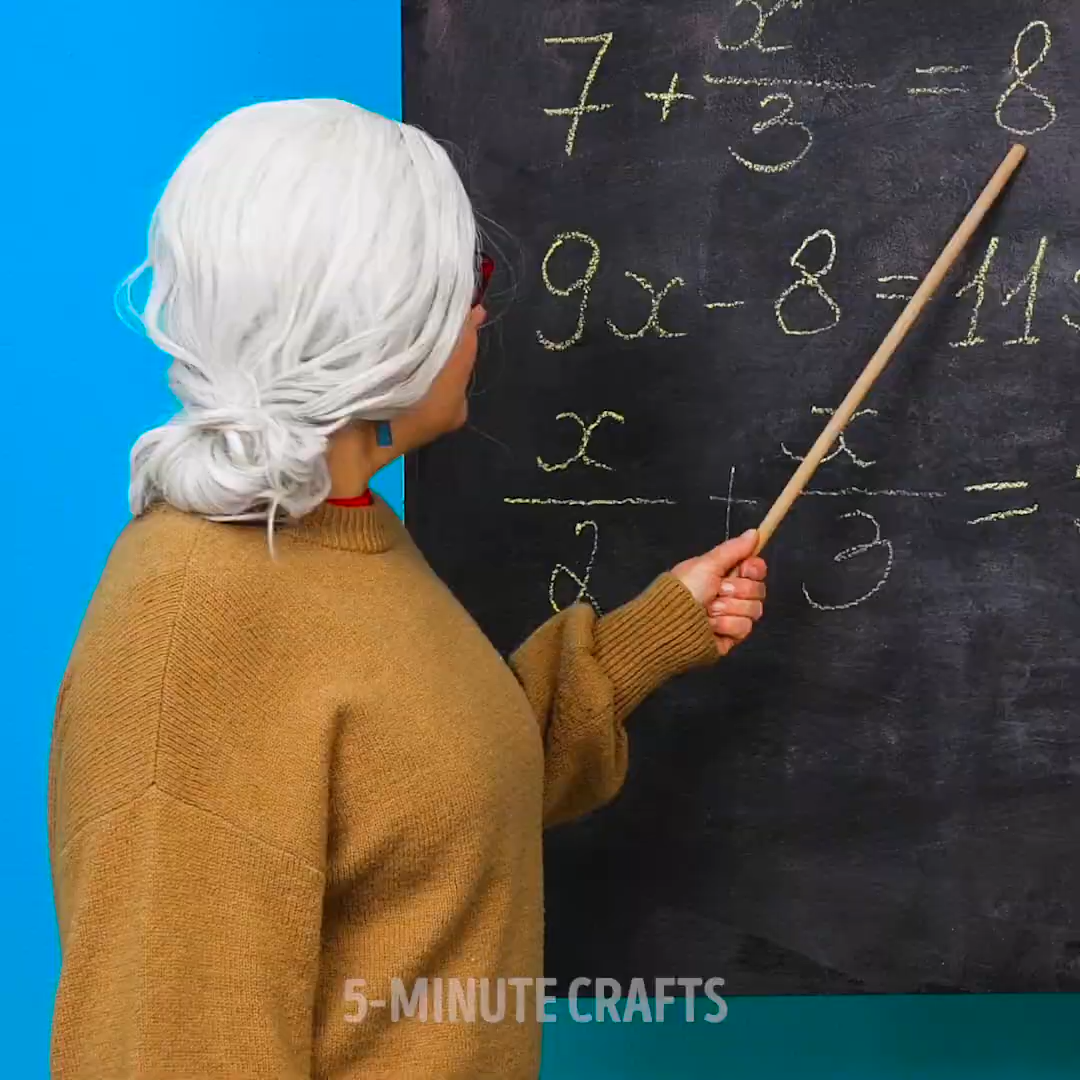 7 + x/3 = 8
9x - 8 = 11
x/2 + x/3 =
5-MINUTE CRAFTS